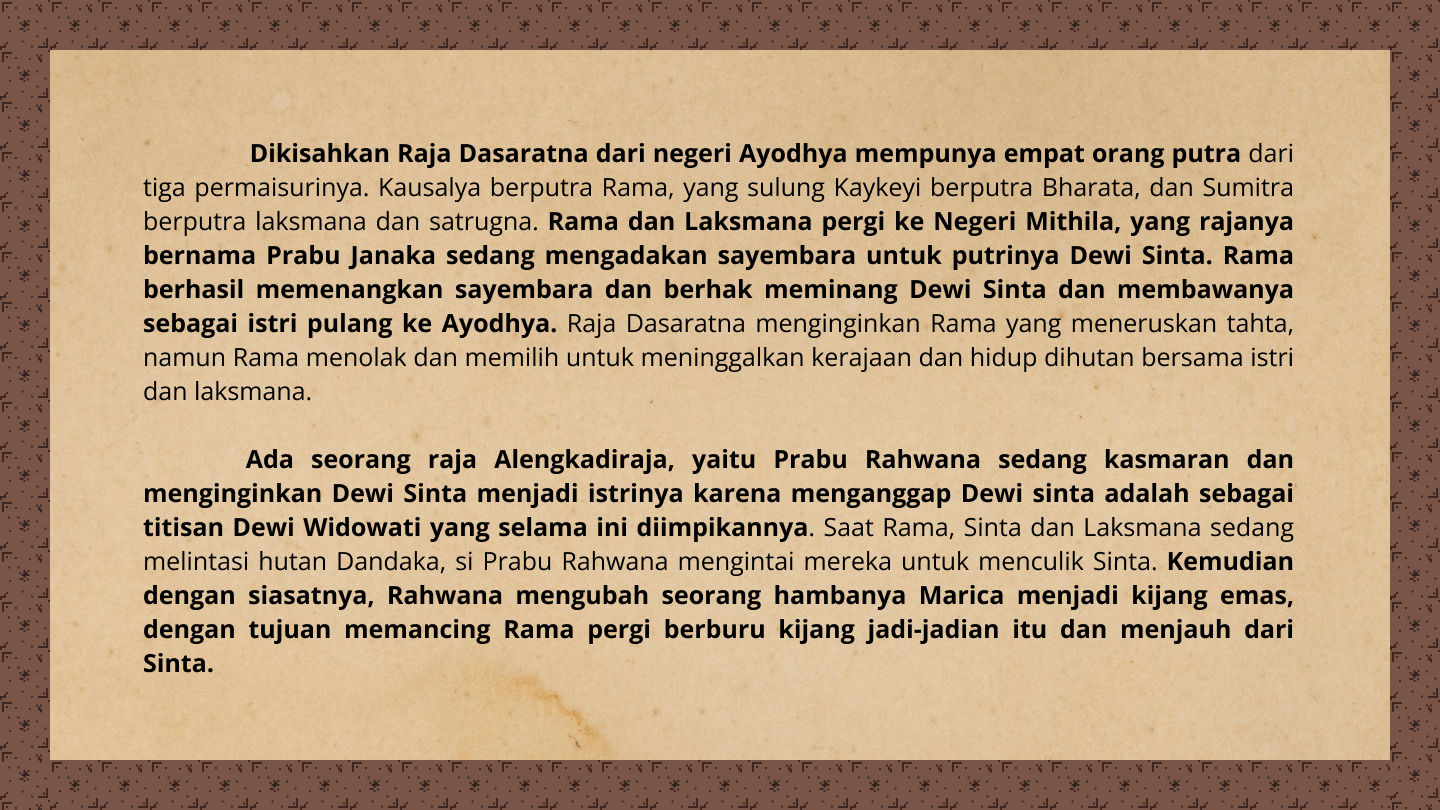 Dikisahkan Raja Dasaratna dari negeri Ayodhya mempunya empat orang putra dari
tiga permaisurinya. Kausalya berputra Rama, yang sulung Kaykeyi berputra Bharata, dan Sumitra
berputra laksmana dan satrugna. Rama dan Laksmana pergi ke Negeri Mithila, yang rajanya
bernama Prabu Janaka sedang mengadakan sayembara untuk putrinya Dewi Sinta. Rama
berhasil memenangkan sayembara dan berhak meminang Dewi Sinta dan membawanya
sebagai istri pulang ke Ayodhya. Raja Dasaratna menginginkan Rama yang meneruskan tahta,
namun Rama menolak dan memilih untuk meninggalkan kerajaan dan hidup dihutan bersama istri
dan laksmana.
Ada seorang raja Alengkadiraja, yaitu Prabu Rahwana sedang kasmaran dan
menginginkan Dewi Sinta menjadi istrinya karena menganggap Dewi sinta adalah sebagai
titisan Dewi Widowati yang selama ini diimpikannya. Saat Rama, Sinta dan Laksmana sedang
melintasi hutan Dandaka, si Prabu Rahwana mengintai mereka untuk menculik Sinta. Kemudian
dengan siasatnya, Rahwana mengubah seorang hambanya Marica menjadi kijang emas,
dengan tujuan memancing Rama pergi berburu kijang jadi-jadian itu dan menjauh dari
Sinta.